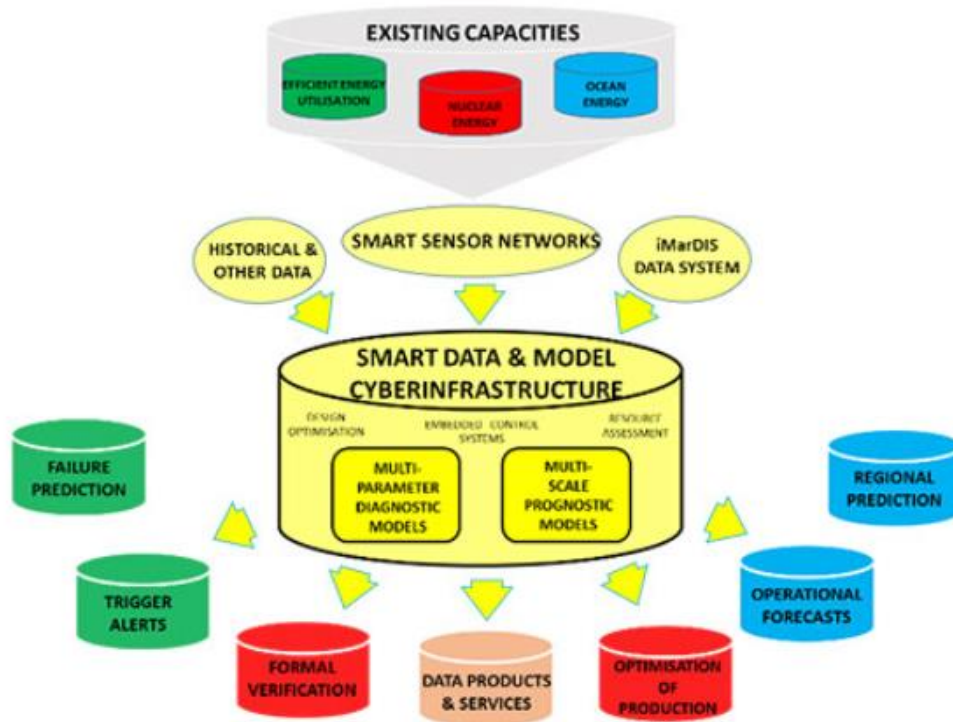 EXISTING CAPACITIES
EFFICIENT ENERGY
UTILISATION
NUCLEAR
ENERGY
OCEAN
ENERGY
HISTORICAL &
OTHER DATA
SMART SENSOR NETWORKS
iMarDIS
DATA SYSTEM
SMART DATA & MODEL
CYBERINFRASTRUCTURE
DESIGN
OPTIMISATION
EMBEDDED CONTROL
SYSTEMS
RESOURCE
ASSESSMENT
MULTI-
PARAMETER
DIAGNOSTIC
MODELS
MULTI-
SCALE
PROGNOSTIC
MODELS
FAILURE
PREDICTION
REGIONAL
PREDICTION
TRIGGER
ALERTS
OPERATIONAL
FORECASTS
FORMAL
VERIFICATION
DATA PRODUCTS
& SERVICES
OPTIMISATION
OF
PRODUCTION